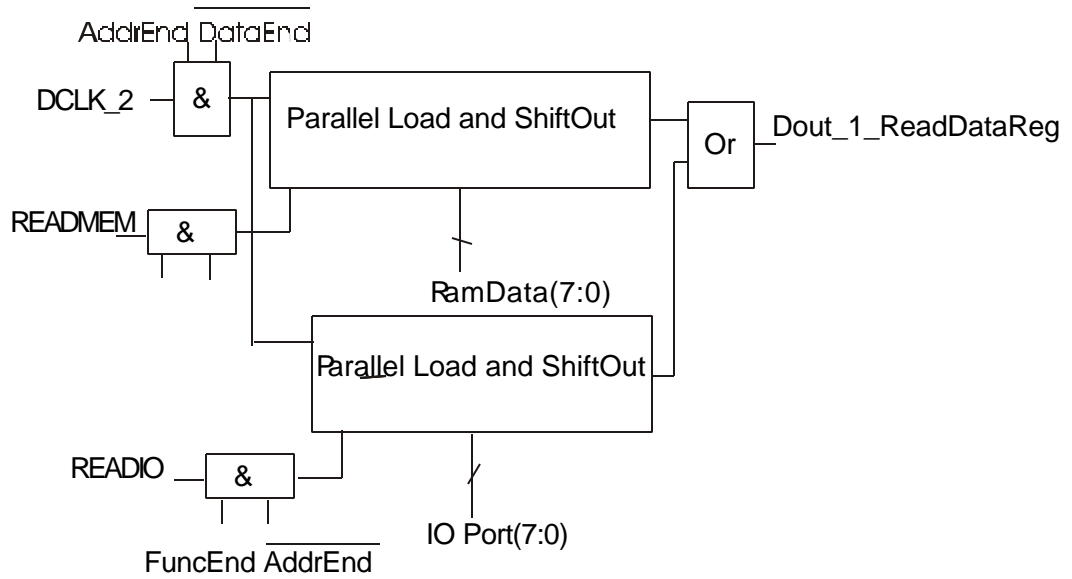 AddrEnd DataEnd
DCLK_2
&
Parallel Load and ShiftOut
Or
Dout_1_ReadDataReg
READMEM
&
RamData(7:0)
Parallel Load and ShiftOut
READIO
&
IO Port(7:0)
FuncEnd AddrEnd